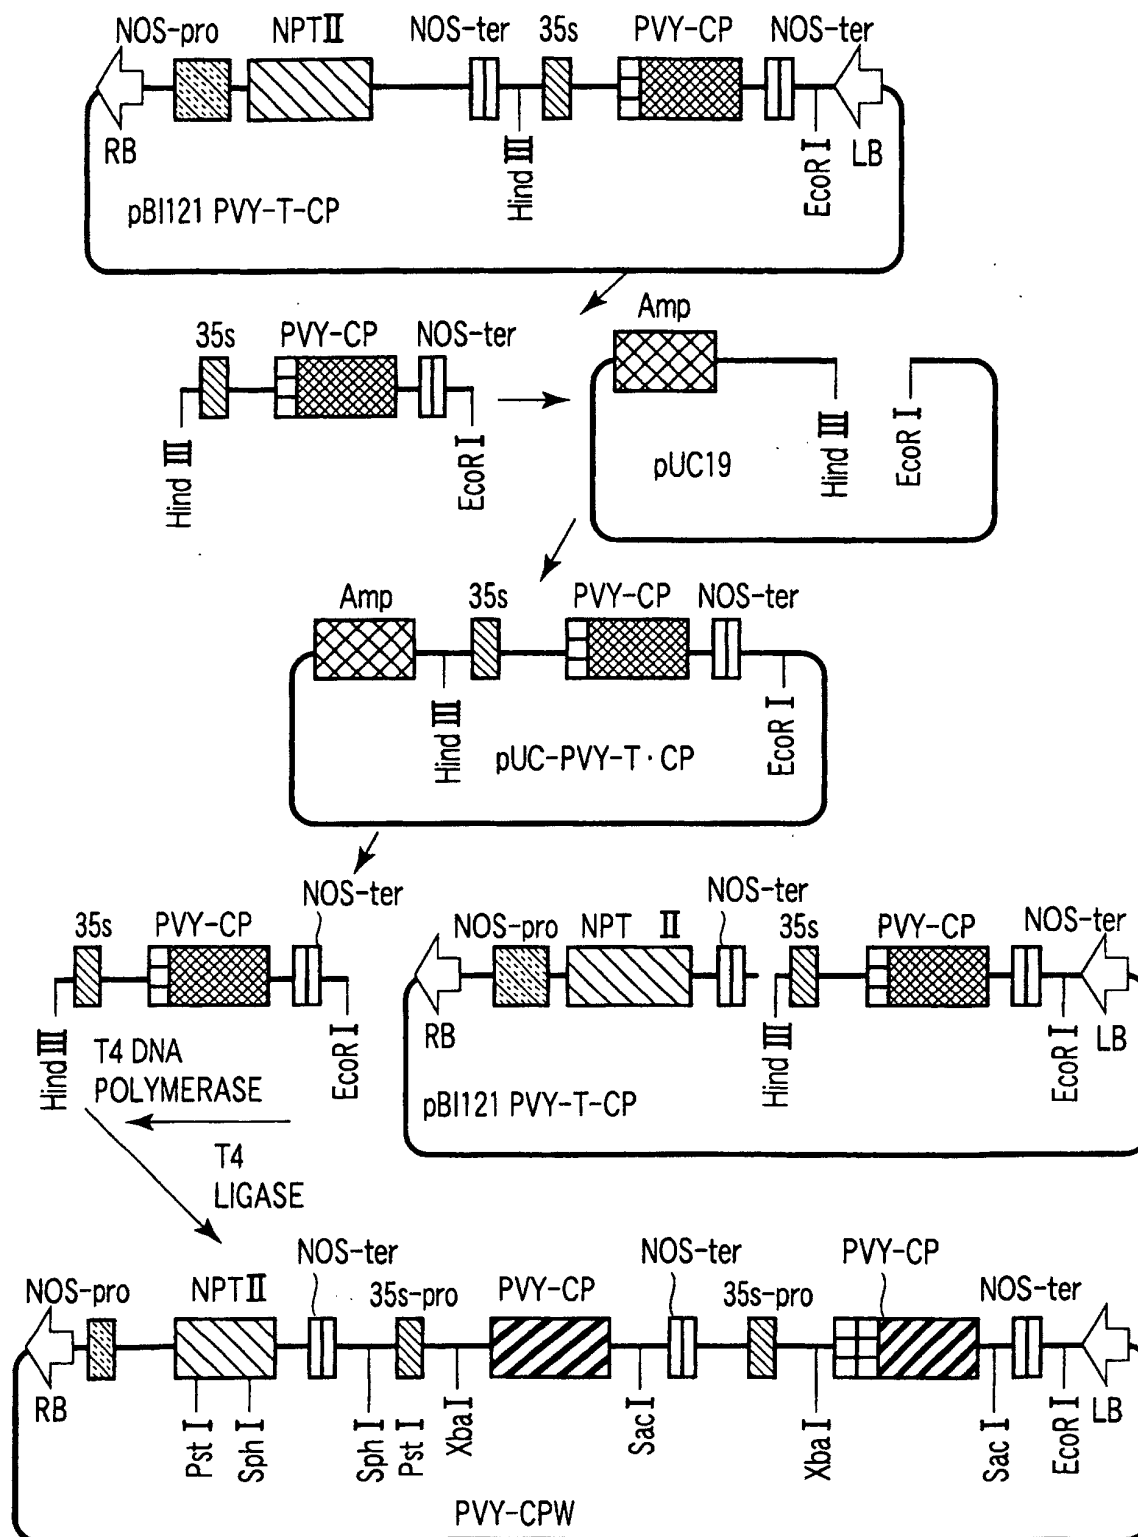 NOS-pro NPTⅡ NOS-ter 35s PVY-CP NOS-ter
RB Hind Ⅲ EcoR Ⅰ LB
pBI121 PVY-T-CP
35s PVY-CP NOS-ter
Hind Ⅲ EcoR Ⅰ
Amp
Hind Ⅲ EcoR Ⅰ
pUC19
Amp 35s PVY-CP NOS-ter
Hind Ⅲ EcoR Ⅰ
pUC-PVY-T·CP
35s PVY-CP NOS-ter
Hind Ⅲ EcoR Ⅰ
T4 DNA
POLYMERASE
T4
LIGASE
NOS-pro NPT Ⅱ NOS-ter 35s PVY-CP NOS-ter
RB Hind Ⅲ EcoR Ⅰ LB
pBI121 PVY-T-CP
NOS-pro NPTⅡ NOS-ter 35s-pro PVY-CP NOS-ter 35s-pro PVY-CP NOS-ter
RB Pst Ⅰ Sph Ⅰ Sph Ⅰ Pst Ⅰ Xba Ⅰ Sac Ⅰ Xba Ⅰ Sac Ⅰ EcoR Ⅰ LB
PVY-CPW